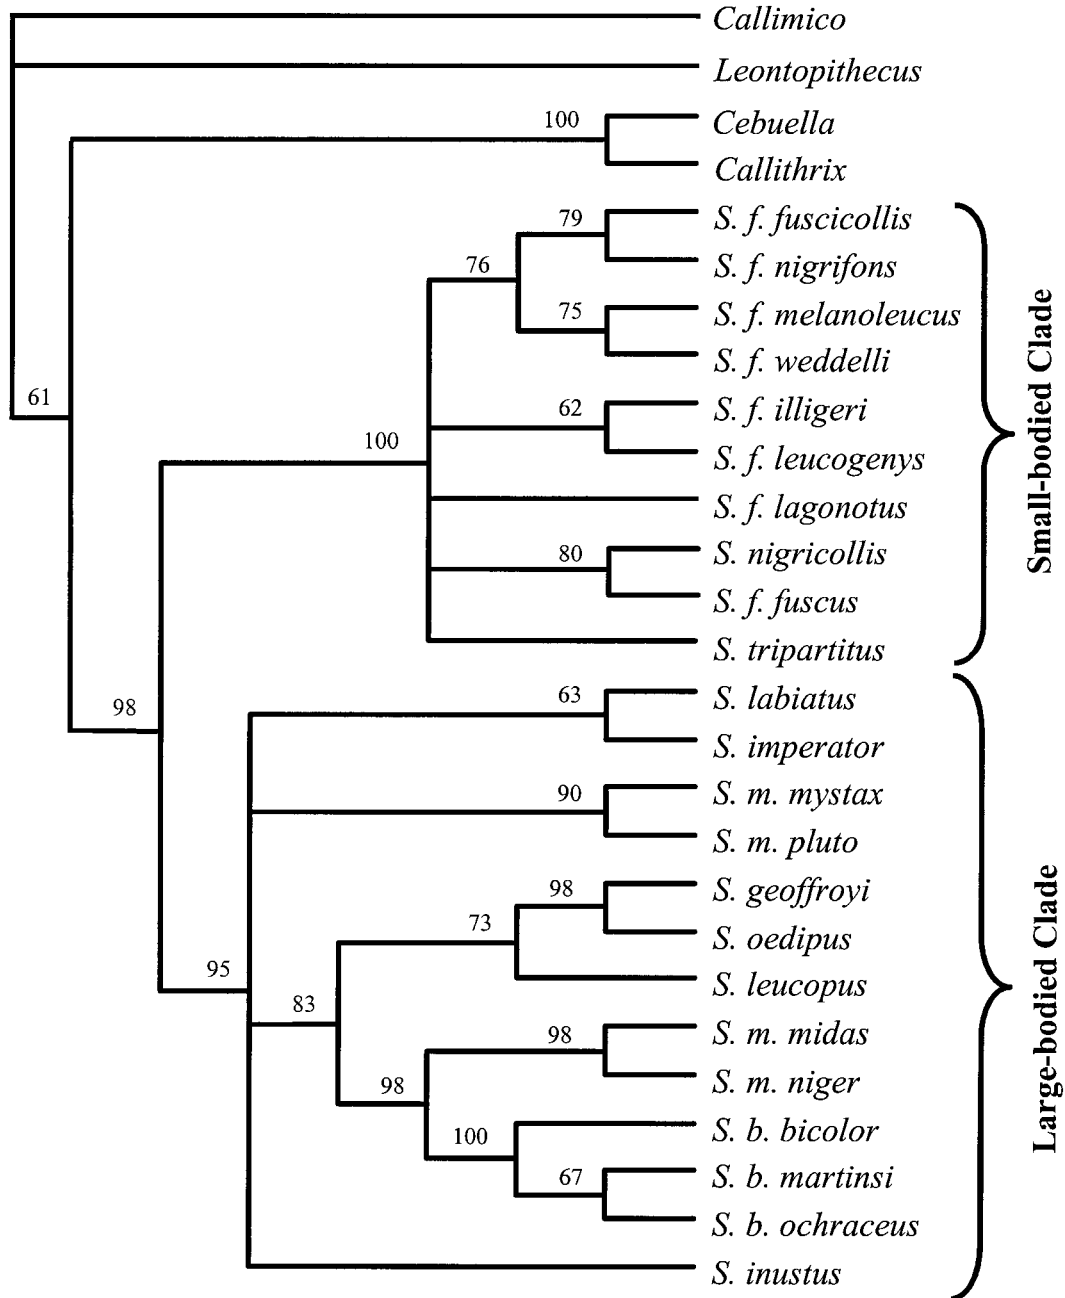 Callimico
Leontopithecus
100
Cebuella
Callithrix
79
S. f. fuscicollis
76
S. f. nigrifons
75
S. f. melanoleucus
S. f. weddelli
61
62
S. f. illigeri
100
S. f. leucogenys
S. f. lagonotus
80
S. nigricollis
S. f. fuscus
S. tripartitus
Small-bodied Clade
98
63
S. labiatus
S. imperator
90
S. m. mystax
S. m. pluto
98
S. geoffroyi
73
S. oedipus
95
S. leucopus
83
98
S. m. midas
98
S. m. niger
100
S. b. bicolor
67
S. b. martinsi
S. b. ochraceus
S. inustus
Large-bodied Clade